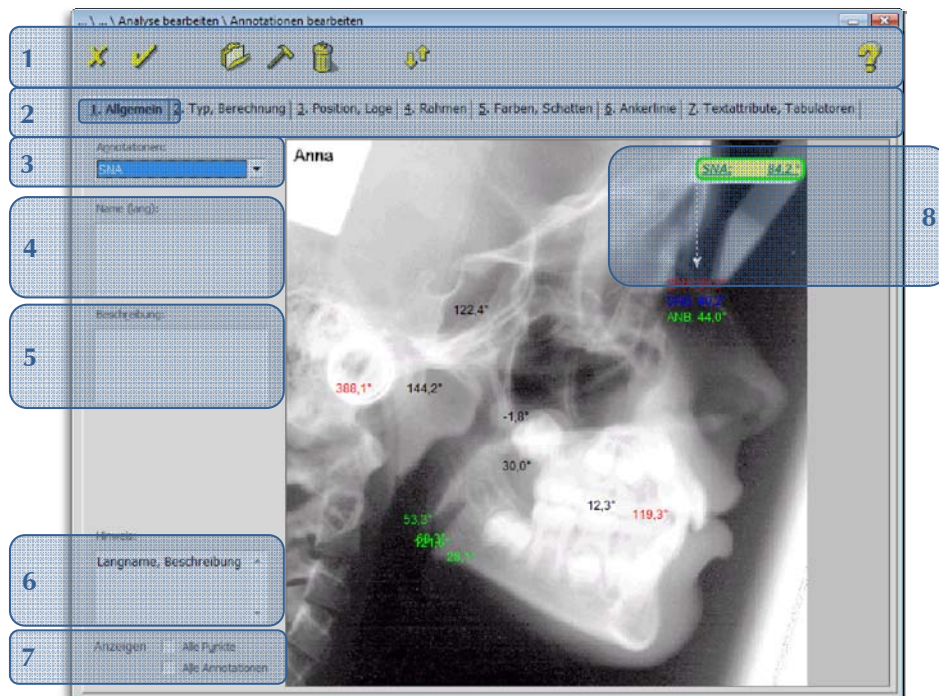 ... \ ... \ Analyse bearbeiten \ Annotationen bearbeiten
1
2
1. Allgemein 2. Typ, Berechnung 3. Position, Lage 4. Rahmen 5. Farben, Schatten 6. Ankerlinie 7. Textattribute, Tabulatoren
3
Annotationen:
SNA
Anna
SNA: 84,2°
8
4
Name (lang):
ANB: 44,0°
122,4°
5
Beschreibung:
388,1°
144,2°
-1,8°
30,0°
12,3°
119,3°
53,3°
6
Hinweis:
Langname, Beschreibung
7
Anzeigen
Alle Punkte
Alle Annotationen